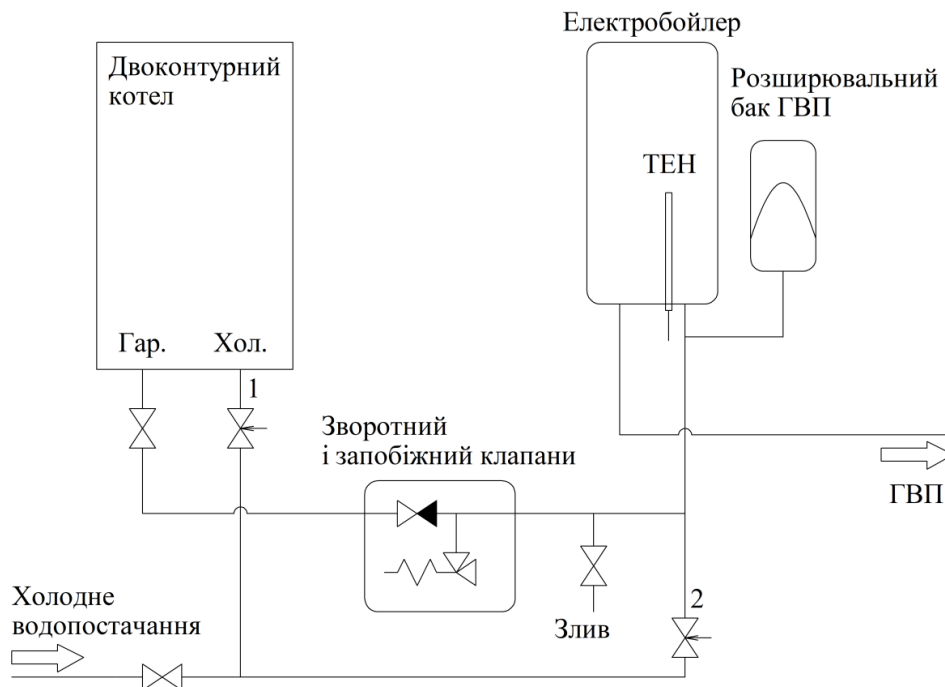 Електробойлер
Двоконтурний
котел
Розширювальний
бак ГВП
ТЕН
Гар.
Хол.
1
Зворотний
і запобіжний клапани
ГВП
Холодне
водопостачання
Злив
2